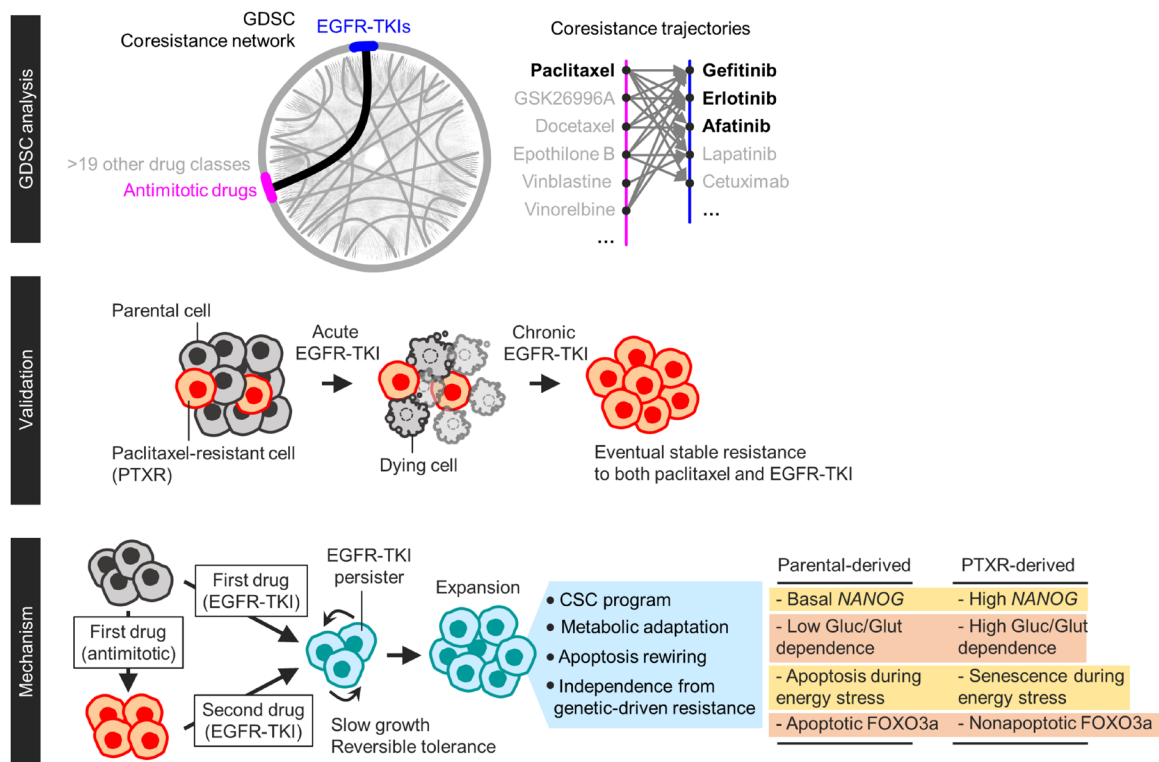 GDSC analysis
GDSC
Coresistance network
EGFR-TKIs
>19 other drug classes
Antimitotic drugs
Coresistance trajectories
Paclitaxel
GSK26996A
Docetaxel
Epothilone B
Vinblastine
Vinorelbine
...
Gefitinib
Erlotinib
Afatinib
Lapatinib
Cetuximab
...
Validation
Parental cell
Paclitaxel-resistant cell
(PTXR)
Acute
EGFR-TKI
Dying cell
Chronic
EGFR-TKI
Eventual stable resistance
to both paclitaxel and EGFR-TKI
Mechanism
First drug
(EGFR-TKI)
First drug
(antimitotic)
Second drug
(EGFR-TKI)
EGFR-TKI
persister
Slow growth
Reversible tolerance
Expansion
• CSC program
• Metabolic adaptation
• Apoptosis rewiring
• Independence from
genetic-driven resistance
Parental-derived
- Basal NANOG
- Low Gluc/Glut
dependence
- Apoptosis during
energy stress
- Apoptotic FOXO3a
PTXR-derived
- High NANOG
- High Gluc/Glut
dependence
- Senescence during
energy stress
- Nonapoptotic FOXO3a